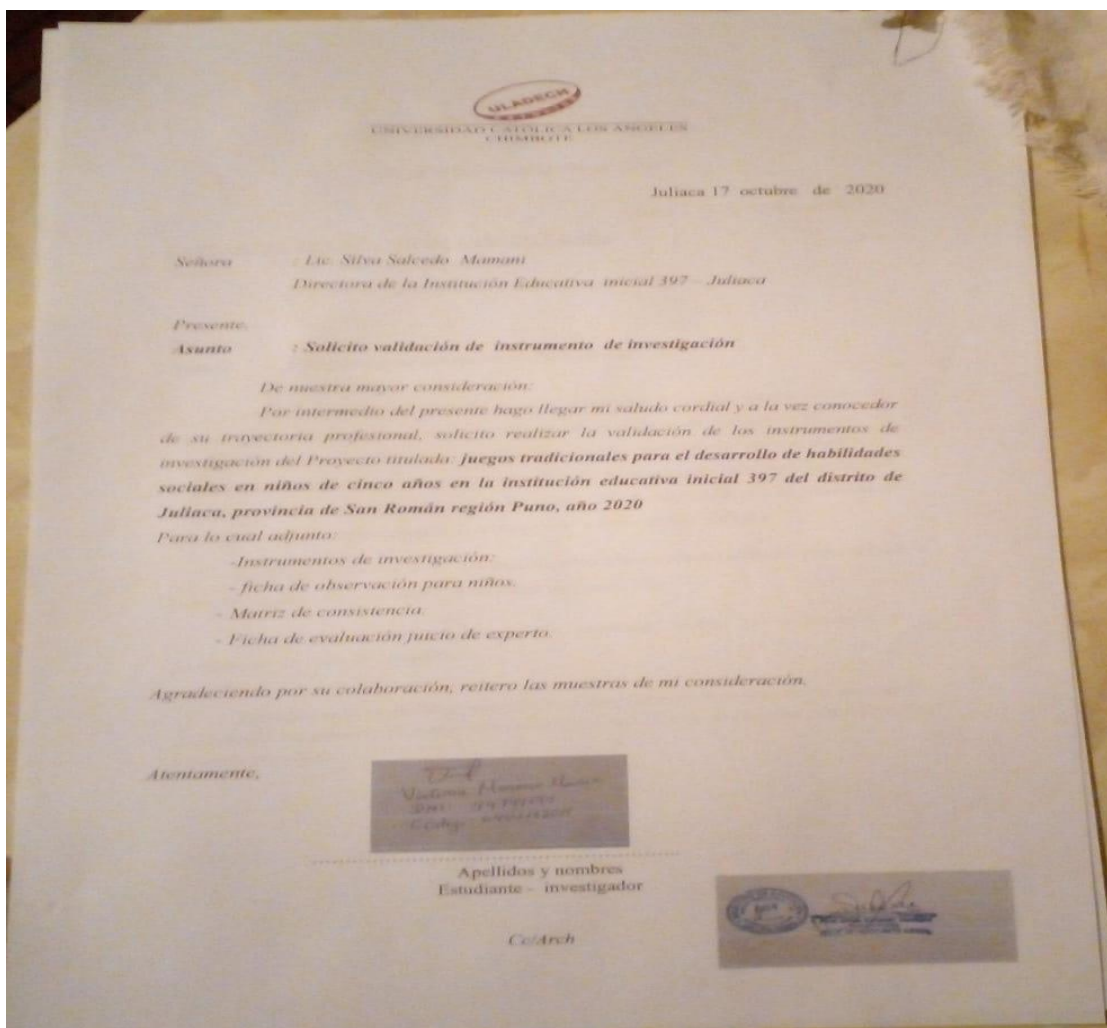 ULADECH
UNIVERSIDAD CATÓLICA LOS ÁNGELES
CHIMBOTE
Juliaca 17 octubre de 2020
Señora : Lic. Silva Salcedo Mamani
Directora de la Institución Educativa inicial 397 – Juliaca
Presente.
Asunto : Solicito validación de instrumento de investigación
De nuestra mayor consideración:
Por intermedio del presente hago llegar mi saludo cordial y a la vez conocedor
de su trayectoria profesional, solicito realizar la validación de los instrumentos de
investigación del Proyecto titulada: juegos tradicionales para el desarrollo de habilidades
sociales en niños de cinco años en la institución educativa inicial 397 del distrito de
Juliaca, provincia de San Román región Puno, año 2020
Para lo cual adjunto:
-Instrumentos de investigación:
- ficha de observación para niños.
- Matriz de consistencia.
- Ficha de evaluación juicio de experto.
Agradeciendo por su colaboración, reitero las muestras de mi consideración.
Atentamente,
Apellidos y nombres
Estudiante – investigador
Cc/Arch